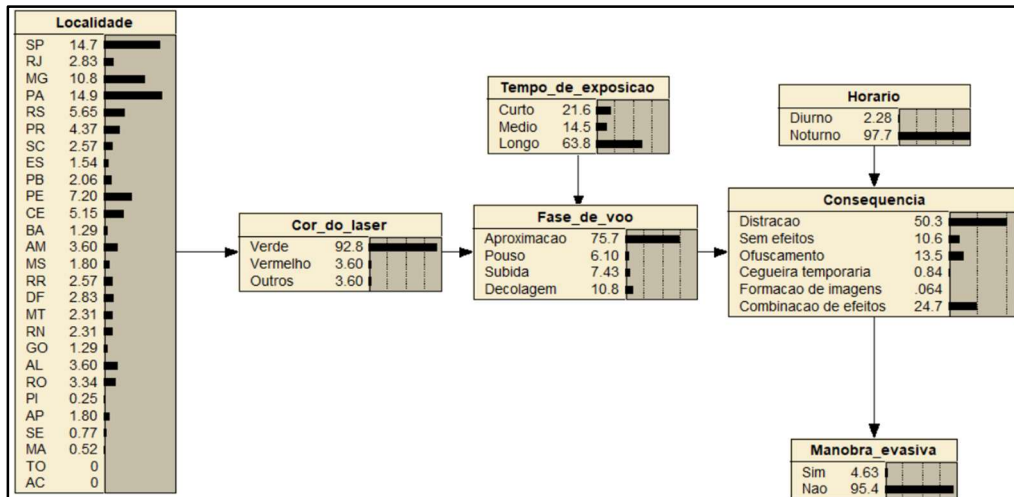 Localidade
SP 14.7
RJ 2.83
MG 10.8
PA 14.9
RS 5.65
PR 4.37
SC 2.57
ES 1.54
PB 2.06
PE 7.20
CE 5.15
BA 1.29
AM 3.60
MS 1.80
RR 2.57
DF 2.83
MT 2.31
RN 2.31
GO 1.29
AL 3.60
RO 3.34
PI 0.25
AP 1.80
SE 0.77
MA 0.52
TO 0
AC 0
Cor_do_laser
Verde 92.8
Vermelho 3.60
Outros 3.60
Tempo_de_exposicao
Curto 21.6
Medio 14.5
Longo 63.8
Fase_de_voo
Aproximacao 75.7
Pouso 6.10
Subida 7.43
Decolagem 10.8
Horario
Diurno 2.28
Noturno 97.7
Consequencia
Distracao 50.3
Sem efeitos 10.6
Ofuscamento 13.5
Cegueira temporaria 0.84
Formacao de imagens .064
Combinacao de efeitos 24.7
Manobra_evasiva
Sim 4.63
Nao 95.4